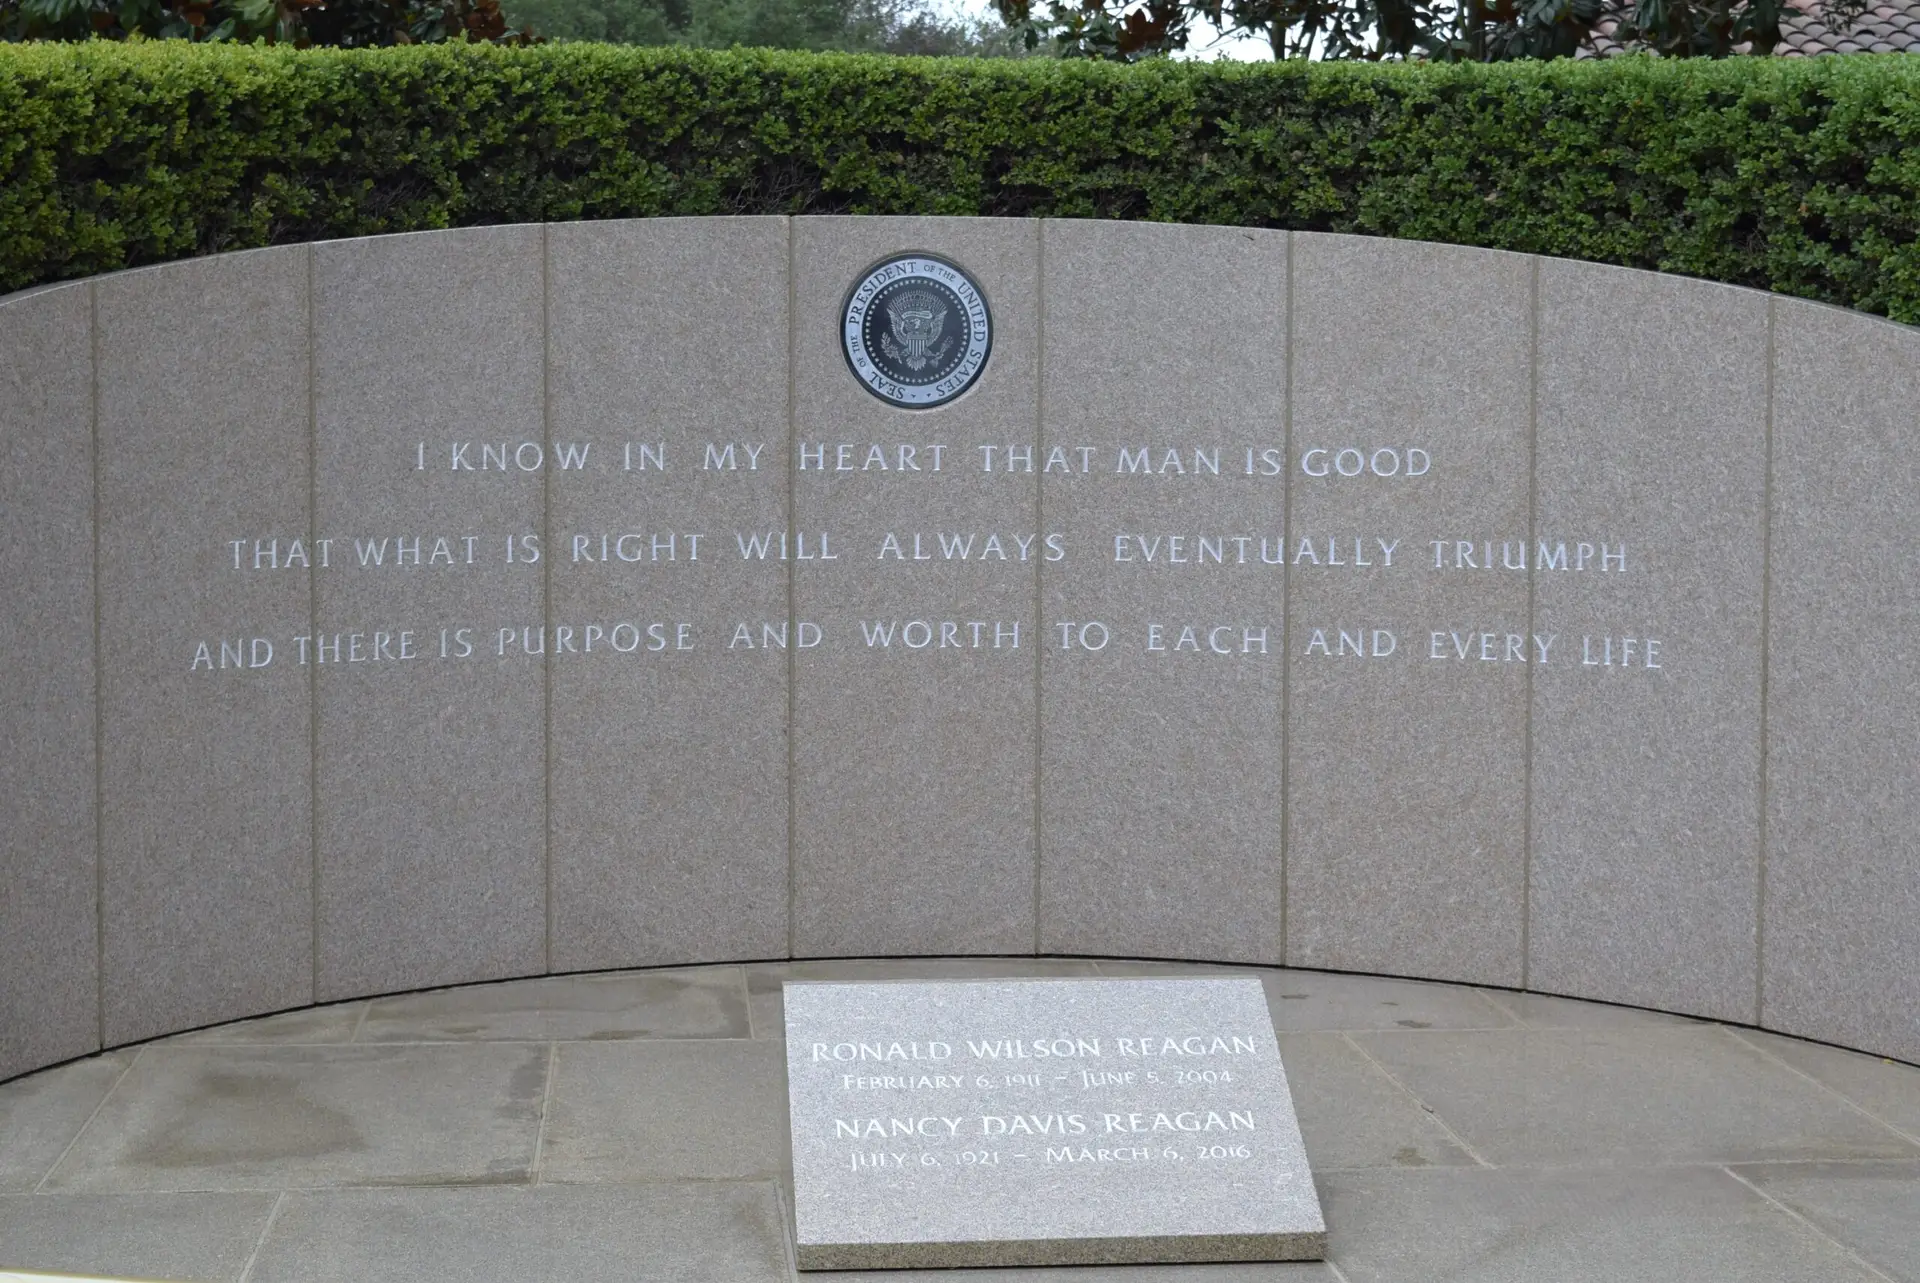 SEAL OF THE PRESIDENT OF THE UNITED STATES
I KNOW IN MY HEART THAT MAN IS GOOD
THAT WHAT IS RIGHT WILL ALWAYS EVENTUALLY TRIUMPH
AND THERE IS PURPOSE AND WORTH TO EACH AND EVERY LIFE
RONALD WILSON REAGAN
FEBRUARY 6, 1911 – JUNE 5, 2004
NANCY DAVIS REAGAN
JULY 6, 1921 – MARCH 6, 2016